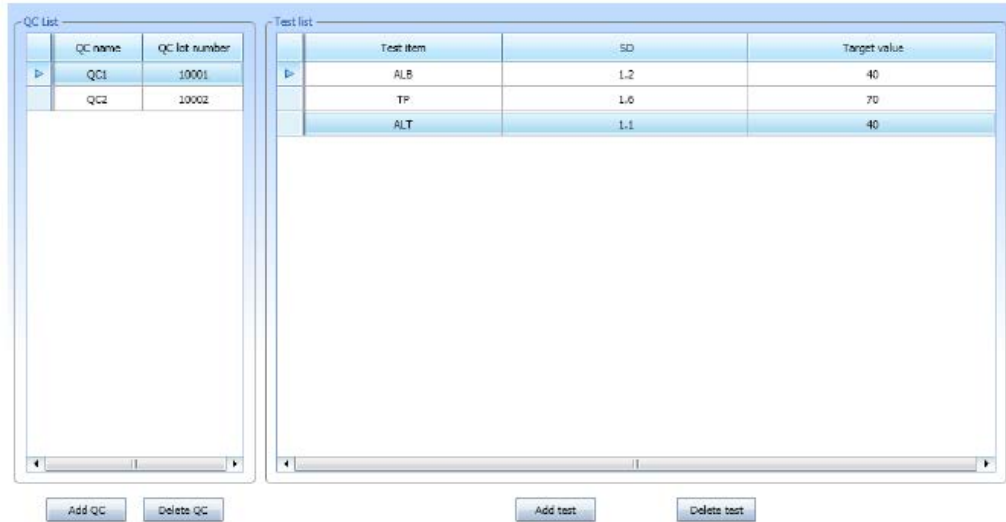 QC List
QC name QC lot number
QC1 10001
QC2 10002
Test list
Test item SD Target value
ALB 1.2 40
TP 1.6 70
ALT 1.1 40
Add QC Delete QC Add test Delete test